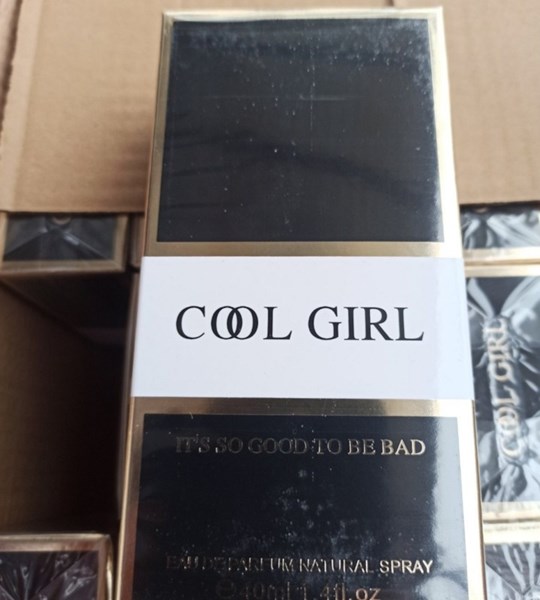 COOL GIRL
IT'S SO GOOD TO BE BAD
EAU DE PARFUM NATURAL SPRAY
℮40ml 1.4fl.oz
COOL GIRL